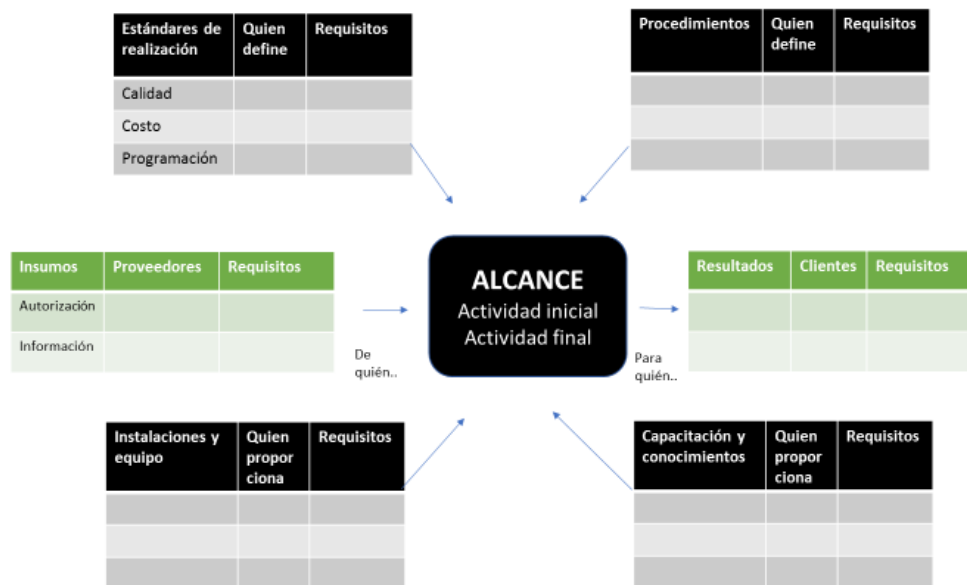 Estándares de realización
Quien define
Requisitos
Calidad
Costo
Programación
Procedimientos
Quien define
Requisitos
Insumos
Proveedores
Requisitos
Autorización
Información
De quién..
ALCANCE
Actividad inicial
Actividad final
Para quién..
Resultados
Clientes
Requisitos
Instalaciones y equipo
Quien propor ciona
Requisitos
Capacitación y conocimientos
Quien propor ciona
Requisitos